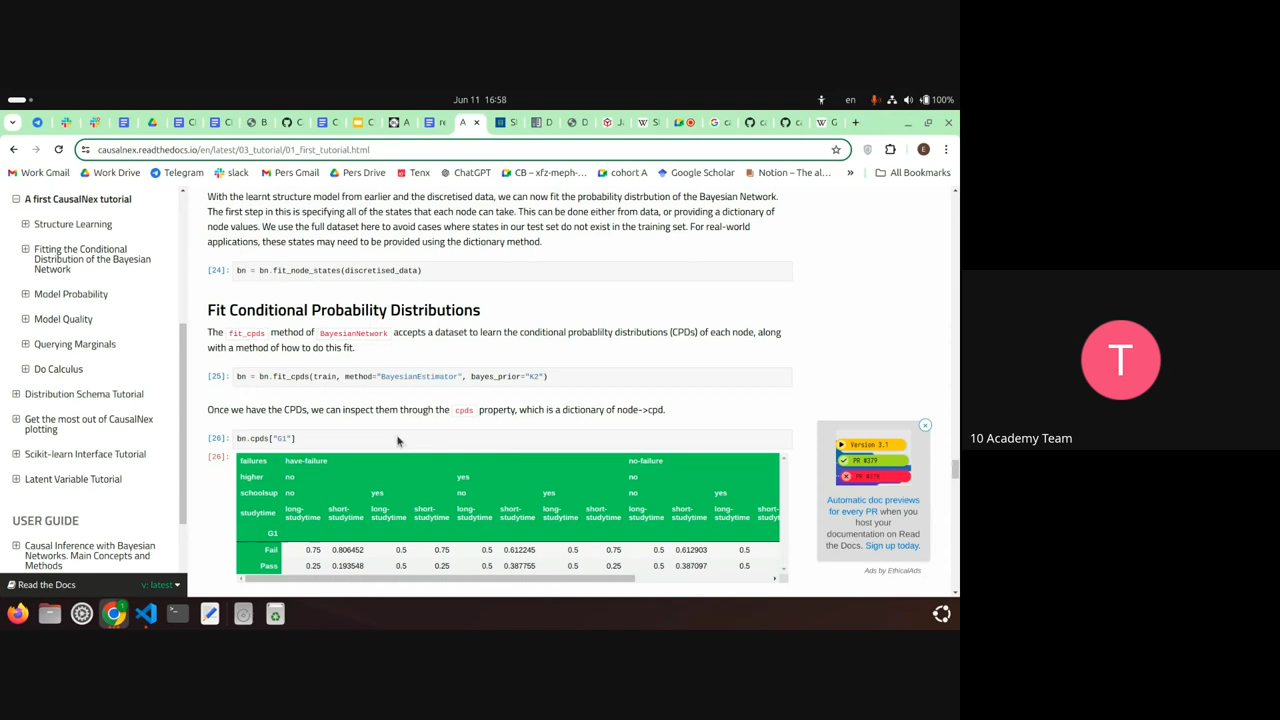 Jun 11 16:58
en
100%
causalnex.readthedocs.io/en/latest/03_tutorial/01_first_tutorial.html
Work Gmail
Work Drive
Telegram
slack
Pers Gmail
Pers Drive
Tenx
ChatGPT
CB – xfz-meph-...
cohort A
Google Scholar
Notion – The al...
All Bookmarks
A first CausalNex tutorial
Structure Learning
Fitting the Conditional
Distribution of the Bayesian
Network
Model Probability
Model Quality
Querying Marginals
Do Calculus
Distribution Schema Tutorial
Get the most out of CausalNex
plotting
Scikit-learn Interface Tutorial
Latent Variable Tutorial
USER GUIDE
Causal Inference with Bayesian
Networks. Main Concepts and
Methods
Read the Docs
v: latest
With the learnt structure model from earlier and the discretised data, we can now fit the probability distrbution of the Bayesian Network.
The first step in this is specifying all of the states that each node can take. This can be done either from data, or providing a dictionary of
node values. We use the full dataset here to avoid cases where states in our test set do not exist in the training set. For real-world
applications, these states may need to be provided using the dictionary method.
[24]: bn = bn.fit_node_states(discretised_data)
Fit Conditional Probability Distributions
The fit_cpds method of BayesianNetwork accepts a dataset to learn the conditional probablilty distributions (CPDs) of each node, along
with a method of how to do this fit.
[25]: bn = bn.fit_cpds(train, method="BayesianEstimator", bayes_prior="K2")
Once we have the CPDs, we can inspect them through the cpds property, which is a dictionary of node->cpd.
[26]: bn.cpds["G1"]
[26]: failures have-failure no-failure
higher no yes no
schoolsup no yes no yes no yes
studytime long-studytime short-studytime long-studytime short-studytime long-studytime short-studytime long-studytime short-studytime long-studytime short-studytime long-studytime
G1
Fail 0.75 0.806452 0.5 0.75 0.5 0.612245 0.5 0.75 0.5 0.612903 0.5
Pass 0.25 0.193548 0.5 0.25 0.5 0.387755 0.5 0.25 0.5 0.387097 0.5
Version 3.1
PR #379
Automatic doc previews
for every PR when you
host your
documentation on Read
the Docs. Sign up today.
Ads by EthicalAds
T
10 Academy Team